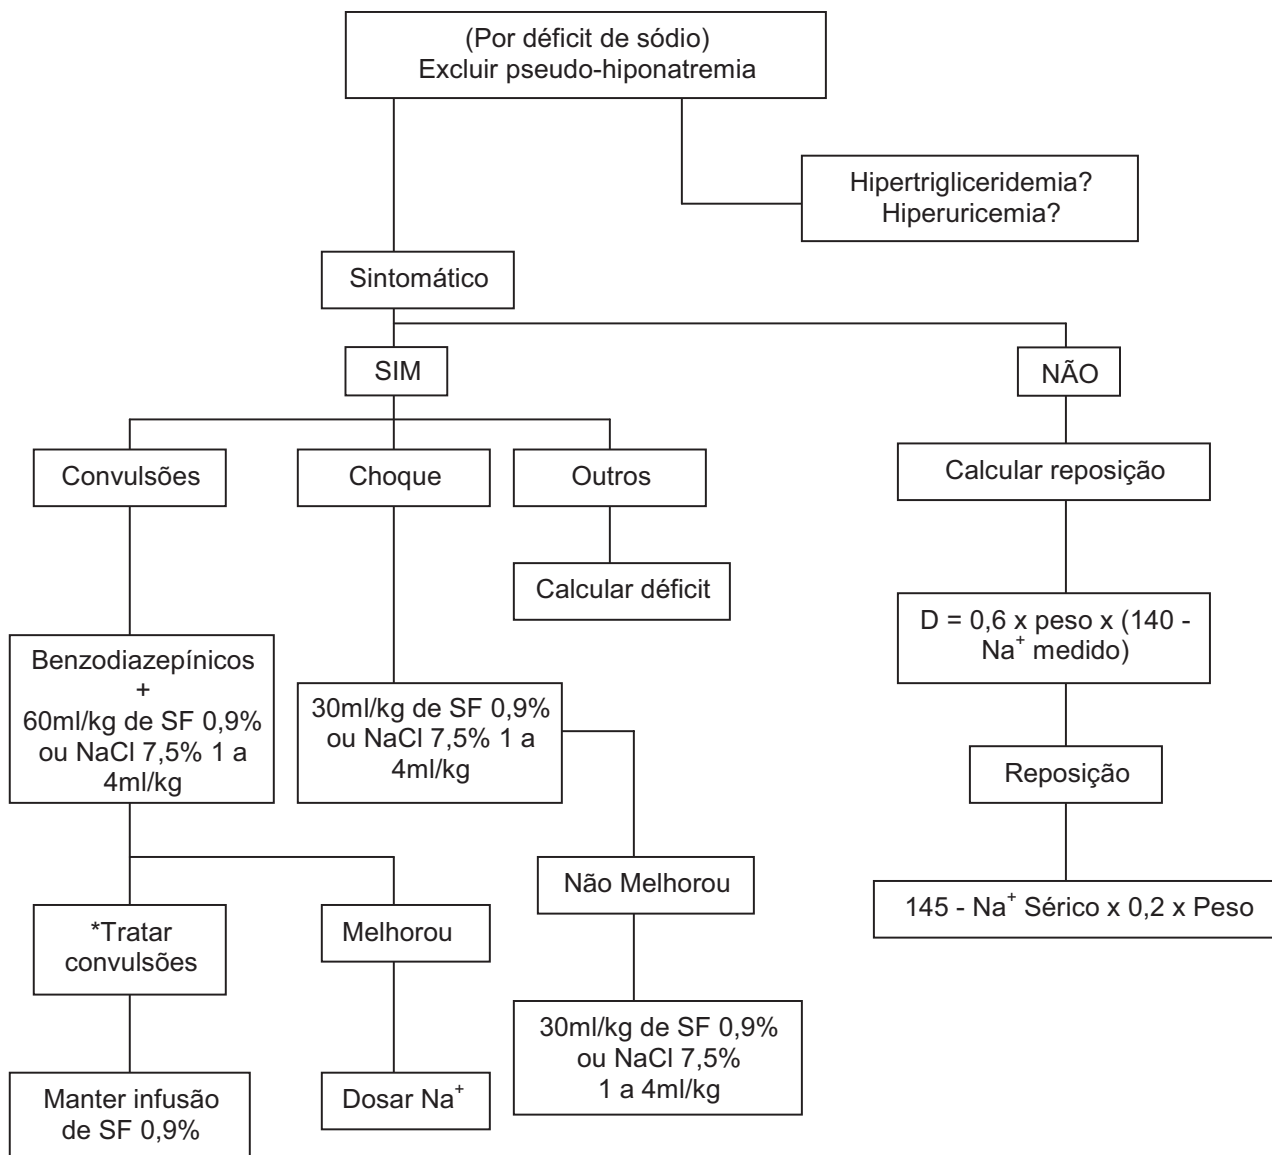 (Por déficit de sódio)
Excluir pseudo-hiponatremia
Hipertrigliceridemia?
Hiperuricemia?
Sintomático
SIM
NÃO
Convulsões
Choque
Outros
Calcular reposição
Calcular déficit
D = 0,6 x peso x (140 -
Na⁺ medido)
Benzodiazepínicos
+
60ml/kg de SF 0,9%
ou NaCl 7,5% 1 a
4ml/kg
30ml/kg de SF 0,9%
ou NaCl 7,5% 1 a
4ml/kg
Reposição
Não Melhorou
145 - Na⁺ Sérico x 0,2 x Peso
*Tratar
convulsões
Melhorou
30ml/kg de SF 0,9%
ou NaCl 7,5%
1 a 4ml/kg
Manter infusão
de SF 0,9%
Dosar Na⁺